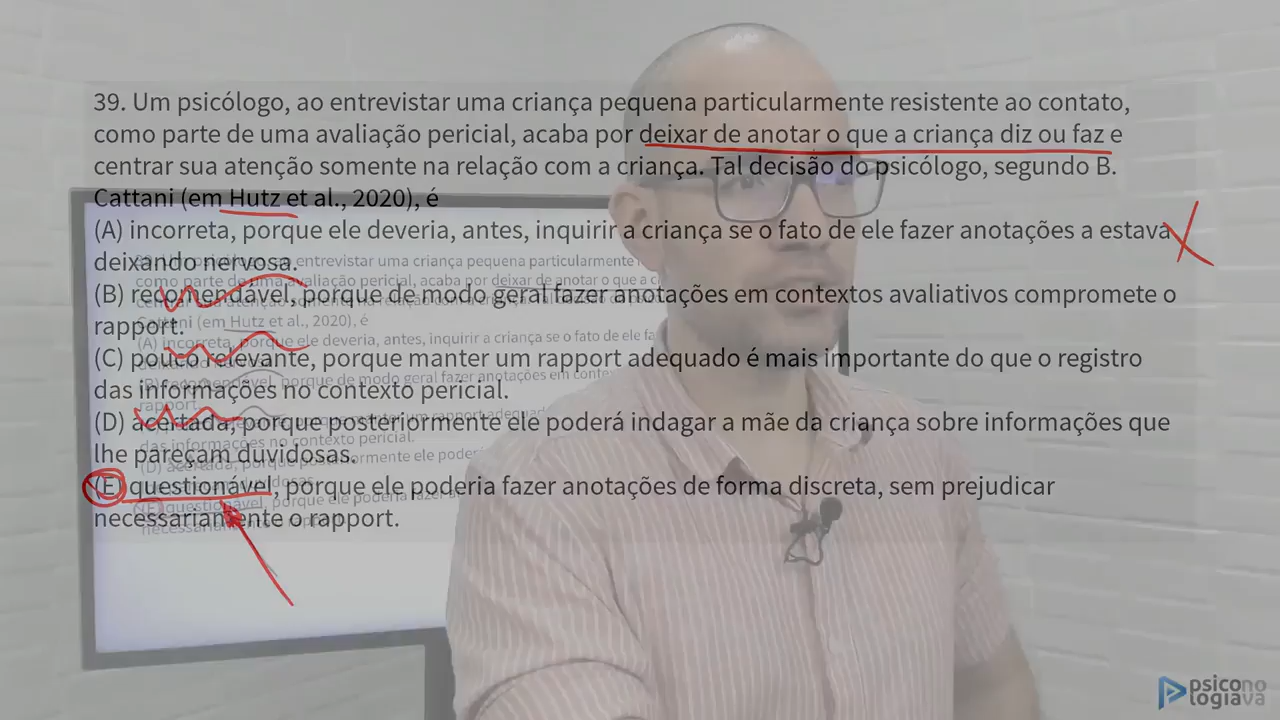 39. Um psicólogo, ao entrevistar uma criança pequena particularmente resistente ao contato,
como parte de uma avaliação pericial, acaba por deixar de anotar o que a criança diz ou faz e
centrar sua atenção somente na relação com a criança. Tal decisão do psicólogo, segundo B.
Cattani (em Hutz et al., 2020), é
(A) incorreta, porque ele deveria, antes, inquirir a criança se o fato de ele fazer anotações a estava
deixando nervosa.
(B) recomendável, porque de modo geral fazer anotações em contextos avaliativos compromete o
rapport.
(C) pouco relevante, porque manter um rapport adequado é mais importante do que o registro
das informações no contexto pericial.
(D) acertada, porque posteriormente ele poderá indagar a mãe da criança sobre informações que
lhe pareçam duvidosas.
(E) questionável, porque ele poderia fazer anotações de forma discreta, sem prejudicar
necessariamente o rapport.
psicono
logiava